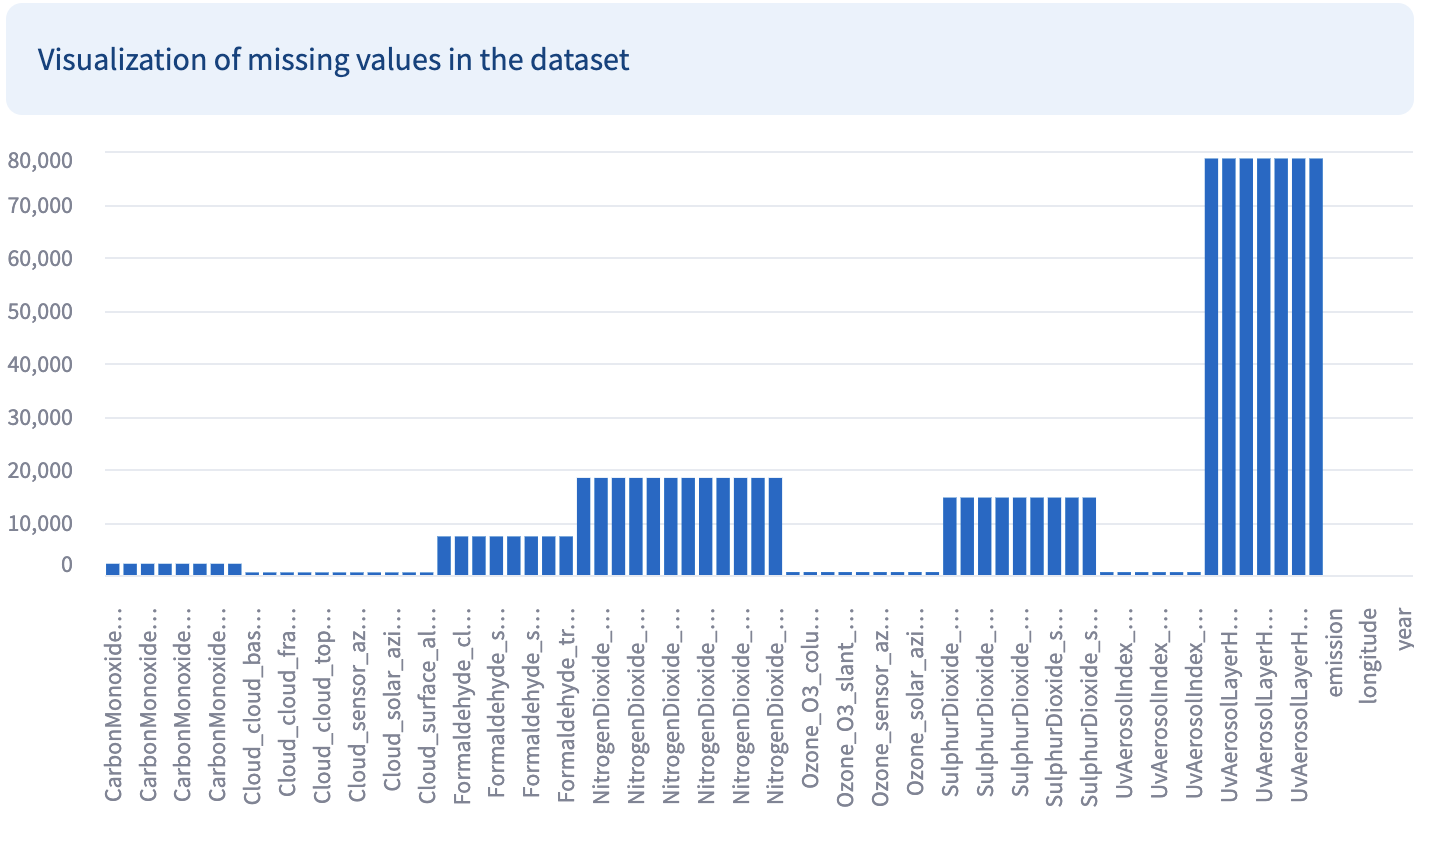 Visualization of missing values in the dataset
80,000
70,000
60,000
50,000
40,000
30,000
20,000
10,000
0
CarbonMonoxide…
CarbonMonoxide…
CarbonMonoxide…
CarbonMonoxide…
Cloud_cloud_bas…
Cloud_cloud_fra…
Cloud_cloud_top…
Cloud_sensor_az…
Cloud_solar_azi…
Cloud_surface_al…
Formaldehyde_cl…
Formaldehyde_s…
Formaldehyde_s…
Formaldehyde_tr…
NitrogenDioxide_…
NitrogenDioxide_…
NitrogenDioxide_…
NitrogenDioxide_…
NitrogenDioxide_…
NitrogenDioxide_…
Ozone_O3_colu…
Ozone_O3_slant_…
Ozone_sensor_az…
Ozone_solar_azi…
SulphurDioxide_…
SulphurDioxide_…
SulphurDioxide_…
SulphurDioxide_s…
SulphurDioxide_s…
UvAerosolIndex_…
UvAerosolIndex_…
UvAerosolIndex_…
UvAerosolLayerH…
UvAerosolLayerH…
UvAerosolLayerH…
emission
longitude
year